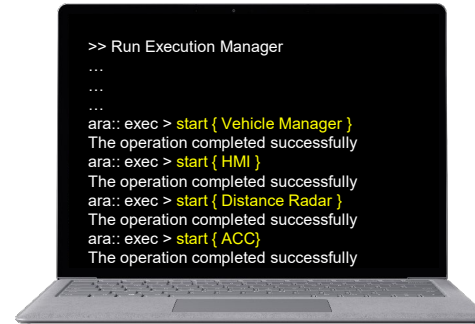 >> Run Execution Manager
…
…
…
ara:: exec > start { Vehicle Manager }
The operation completed successfully
ara:: exec > start { HMI }
The operation completed successfully
ara:: exec > start { Distance Radar }
The operation completed successfully
ara:: exec > start { ACC}
The operation completed successfully